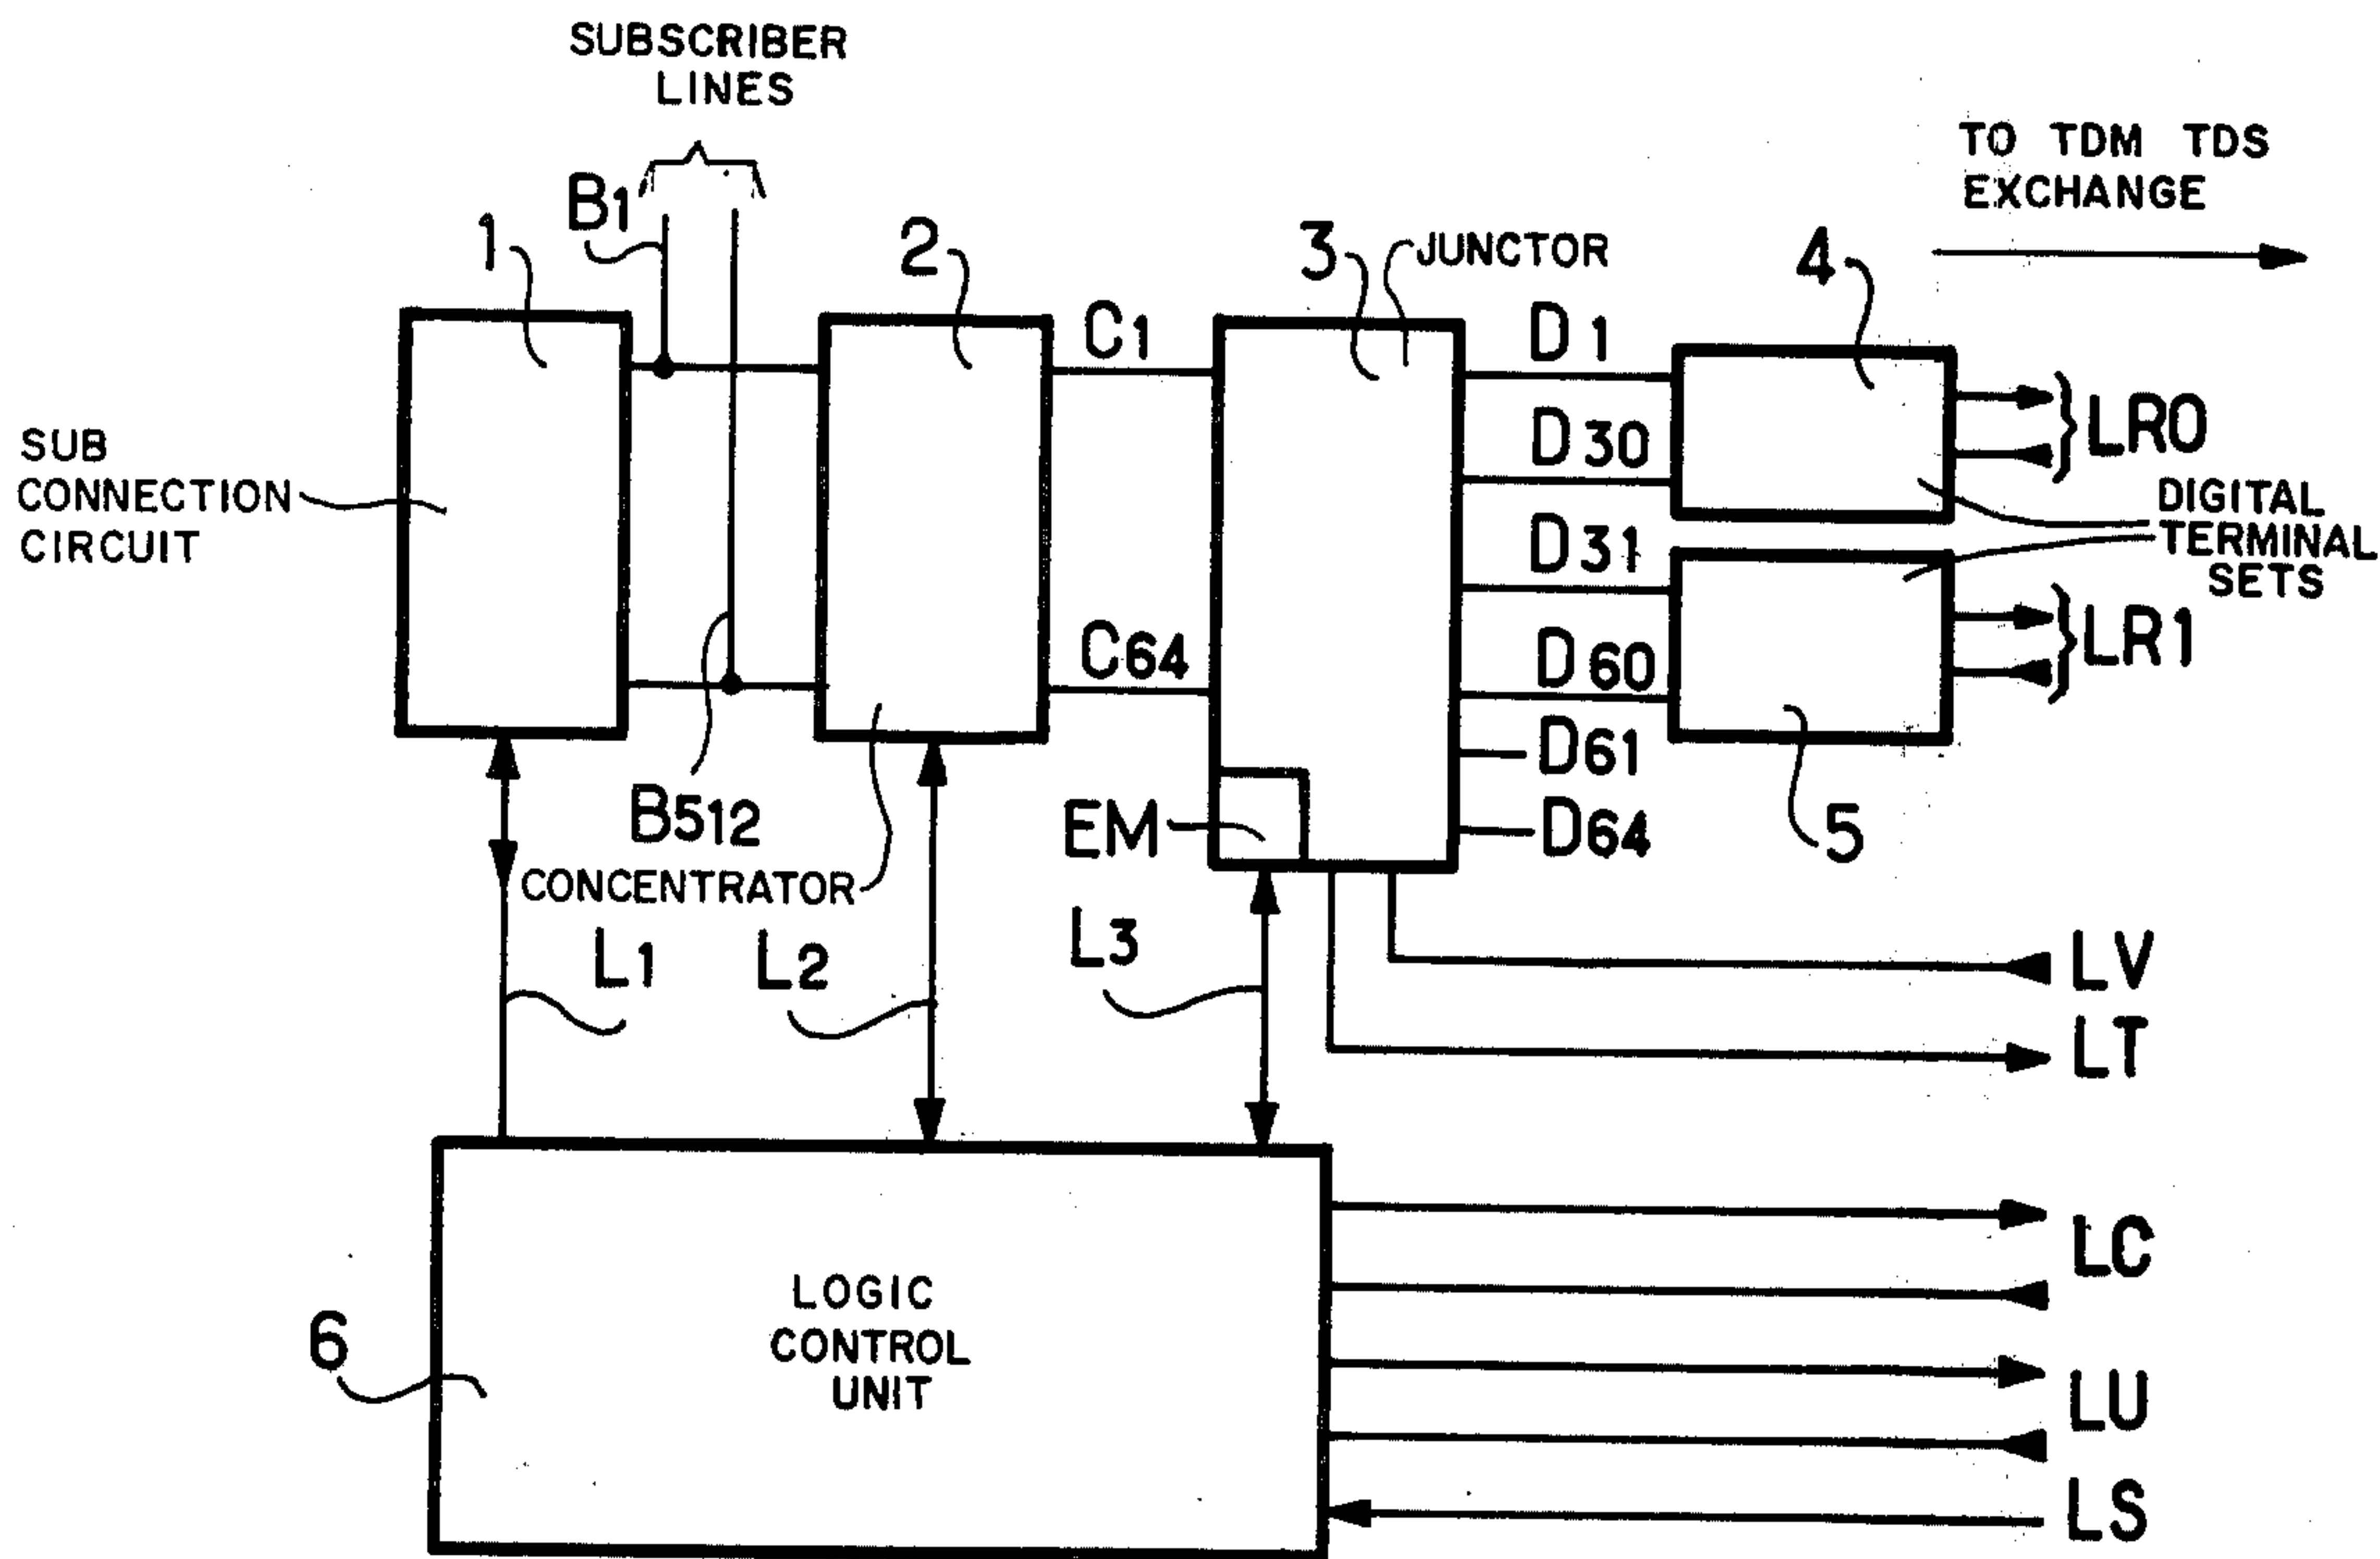 SUBSCRIBER
LINES
TO TDM TDS
EXCHANGE
1
B1
2
3
JUNCTOR
4
C1
D1
D30
LR0
SUB
CONNECTION
CIRCUIT
DIGITAL
TERMINAL
SETS
D31
C64
D60
LR1
D61
B512
EM
D64
5
CONCENTRATOR
L1
L2
L3
LV
LT
LOGIC
CONTROL
UNIT
6
LC
LU
LS